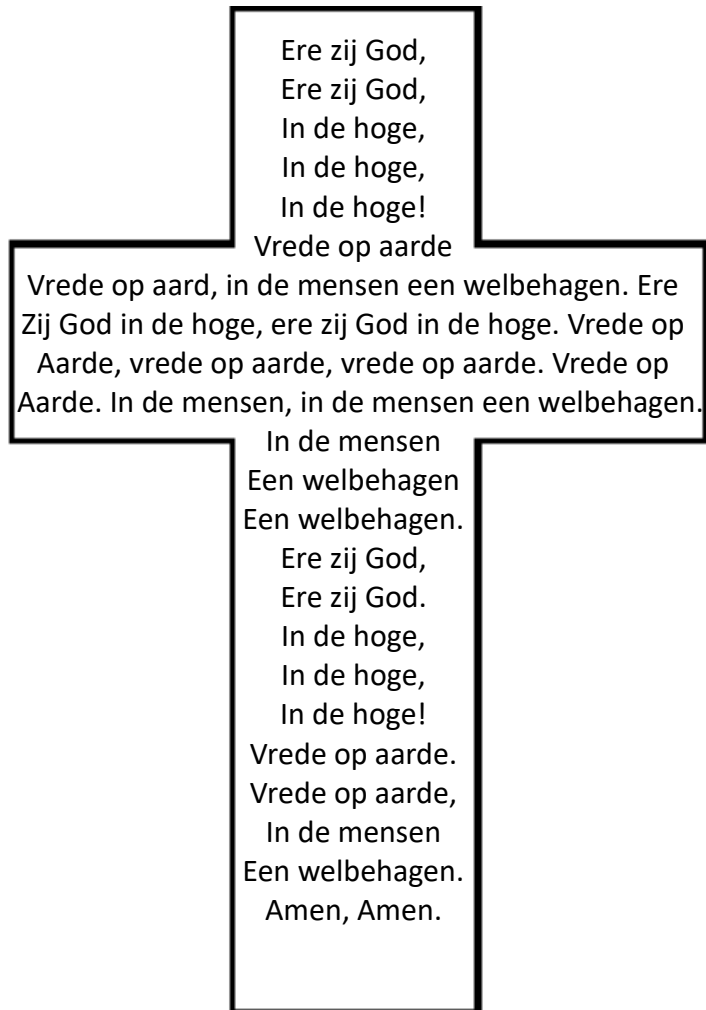 Ere zij God,
Ere zij God,
In de hoge,
In de hoge,
In de hoge!
Vrede op aarde
Vrede op aard, in de mensen een welbehagen. Ere
Zij God in de hoge, ere zij God in de hoge. Vrede op
Aarde, vrede op aarde, vrede op aarde. Vrede op
Aarde. In de mensen, in de mensen een welbehagen.
In de mensen
Een welbehagen
Een welbehagen.
Ere zij God,
Ere zij God.
In de hoge,
In de hoge,
In de hoge!
Vrede op aarde.
Vrede op aarde,
In de mensen
Een welbehagen.
Amen, Amen.